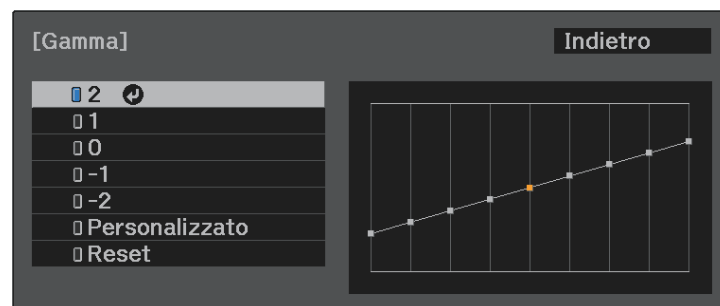 [Gamma]
Indietro
2
1
0
-1
-2
Personalizzato
Reset